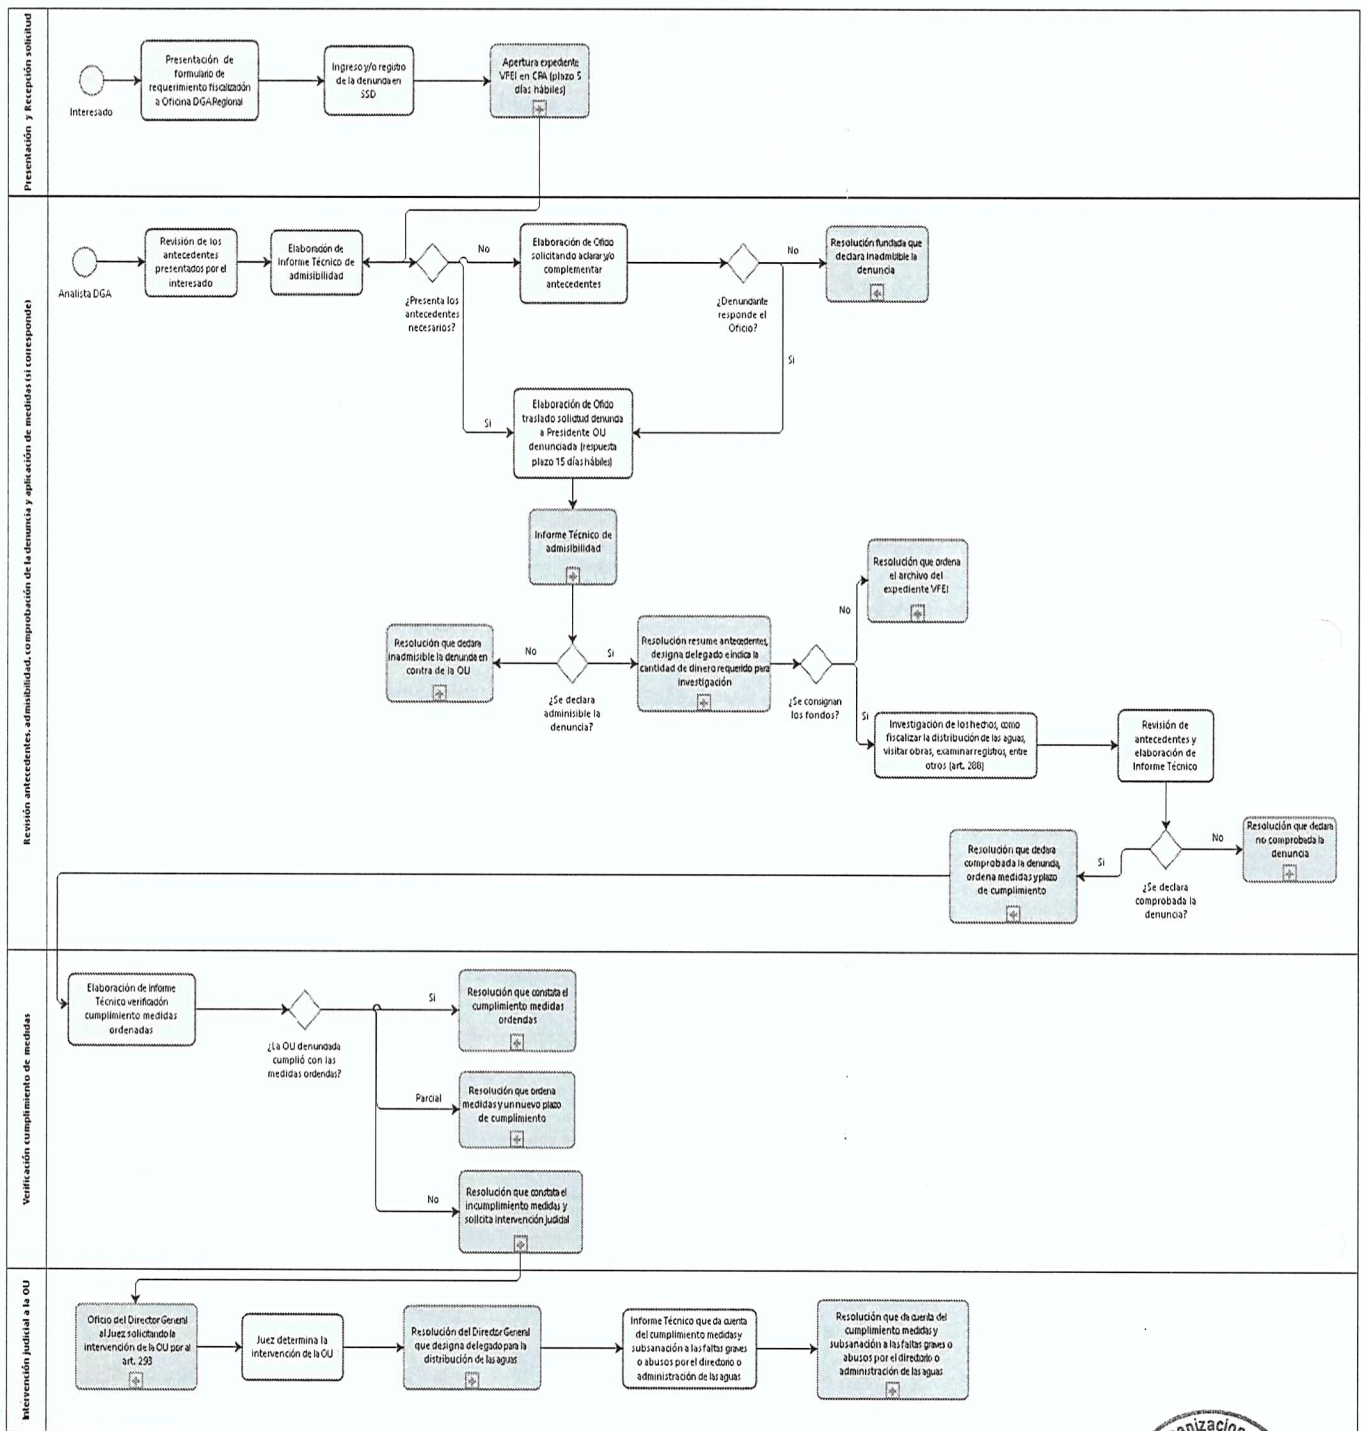 Presentación y Recepción solicitud
Interesado
Presentación de
formulario de
requerimiento fiscalización
a Oficina DGA Regional
Ingreso y/o registro
de la denuncia en
SSD
Apertura expediente
VFEI en CPA (plazo 5
días hábiles)
Revisión antecedentes, admisibilidad, comprobación de la denuncia y aplicación de medidas (si corresponde)
Analista DGA
Revisión de los
antecedentes
presentados por el
interesado
Elaboración de
Informe Técnico de
admisibilidad
¿Presenta los
antecedentes
necesarios?
No
Elaboración de Oficio
solicitando aclarar y/o
complementar
antecedentes
¿Denunciante
responde el
Oficio?
No
Resolución fundada que
declara inadmisible la
denuncia
Si
Si
Elaboración de Oficio
traslado solicitud denuncia
a Presidente OU
denunciada (respuesta
plazo 15 días hábiles)
Informe Técnico de
admisibilidad
¿Se declara
adminisible la
denuncia?
No
Resolución que declara
inadmisible la denuncia en
contra de la OU
Si
Resolución resume antecedentes,
designa delegado e indica la
cantidad de dinero requerido para
investigación
¿Se consignan
los fondos?
No
Resolución que ordena
el archivo del
expediente VFEI
Si
Investigación de los hechos, como
fiscalizar la distribución de las aguas,
visitar obras, examinar registros, entre
otros (art. 288)
Revisión de
antecedentes y
elaboración de
Informe Técnico
¿Se declara
comprobada la
denuncia?
No
Resolución que declara
no comprobada la
denuncia
Si
Resolución que declara
comprobada la denuncia,
ordena medidas y plazo
de cumplimiento
Verificación cumplimiento de medidas
Elaboración de Informe
Técnico verificación
cumplimiento medidas
ordenadas
¿La OU denunciada
cumplió con las
medidas ordendas?
Si
Resolución que constata el
cumplimiento medidas
ordendas
Parcial
Resolución que ordena
medidas y un nuevo plazo
de cumplimiento
No
Resolución que constata el
incumplimiento medidas y
solicita intervención judicial
Intervención judicial a la OU
Oficio del Director General
al Juez solicitando la
intervención de la OU por al
art. 293
Juez determina la
intervención de la OU
Resolución del Director General
que designa delegado para la
distribución de las aguas
Informe Técnico que da cuenta
del cumplimiento medidas y
subsanación a las faltas graves
o abusos por el directorio o
administración de las aguas
Resolución que da cuenta del
cumplimiento medidas y
subsanación a las faltas graves o
abusos por el directorio o
administración de las aguas